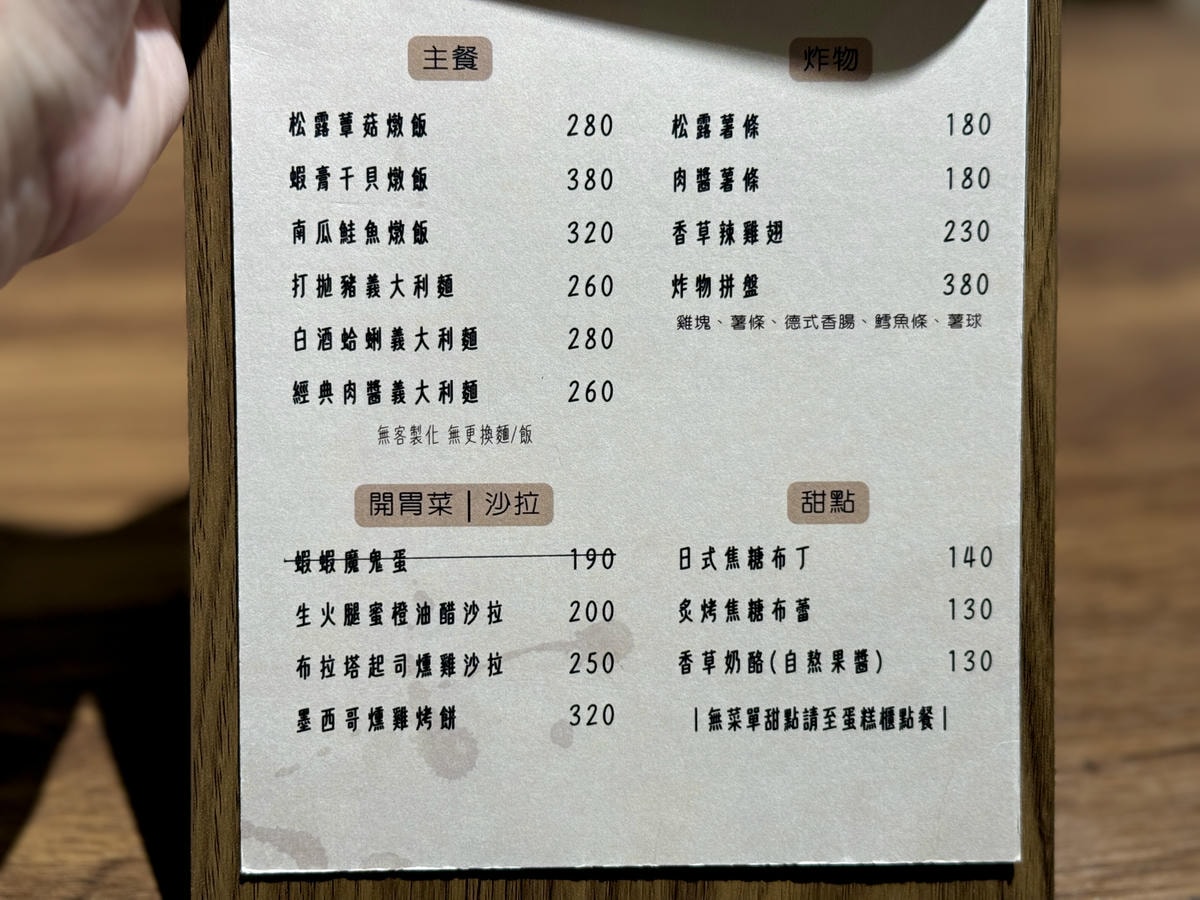 主餐
松露蕈菇燉飯 280
蝦膏干貝燉飯 380
南瓜鮭魚燉飯 320
打拋豬義大利麵 260
白酒蛤蜊義大利麵 280
經典肉醬義大利麵 260
無客製化 無更換麵/飯
炸物
松露薯條 180
肉醬薯條 180
香草辣雞翅 230
炸物拼盤 380
雞塊、薯條、德式香腸、鱈魚條、薯球
開胃菜|沙拉
蝦蝦魔鬼蛋 190
生火腿蜜橙油醋沙拉 200
布拉塔起司燻雞沙拉 250
墨西哥燻雞烤餅 320
甜點
日式焦糖布丁 140
炙烤焦糖布蕾 130
香草奶酪(自熬果醬) 130
|無菜單甜點請至蛋糕櫃點餐|